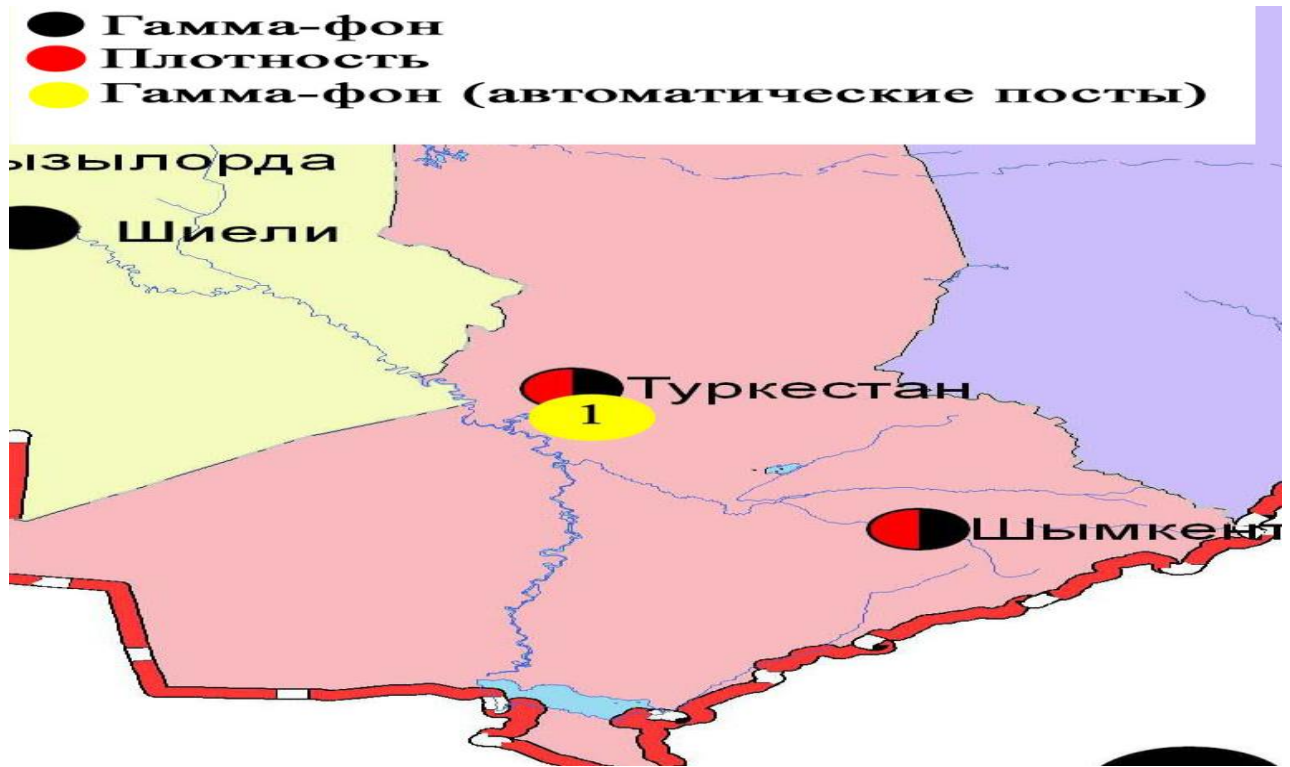 Гамма-фон
Плотность
Гамма-фон (автоматические посты)
ызылорда
Шиели
Туркестан
1
Шымкент